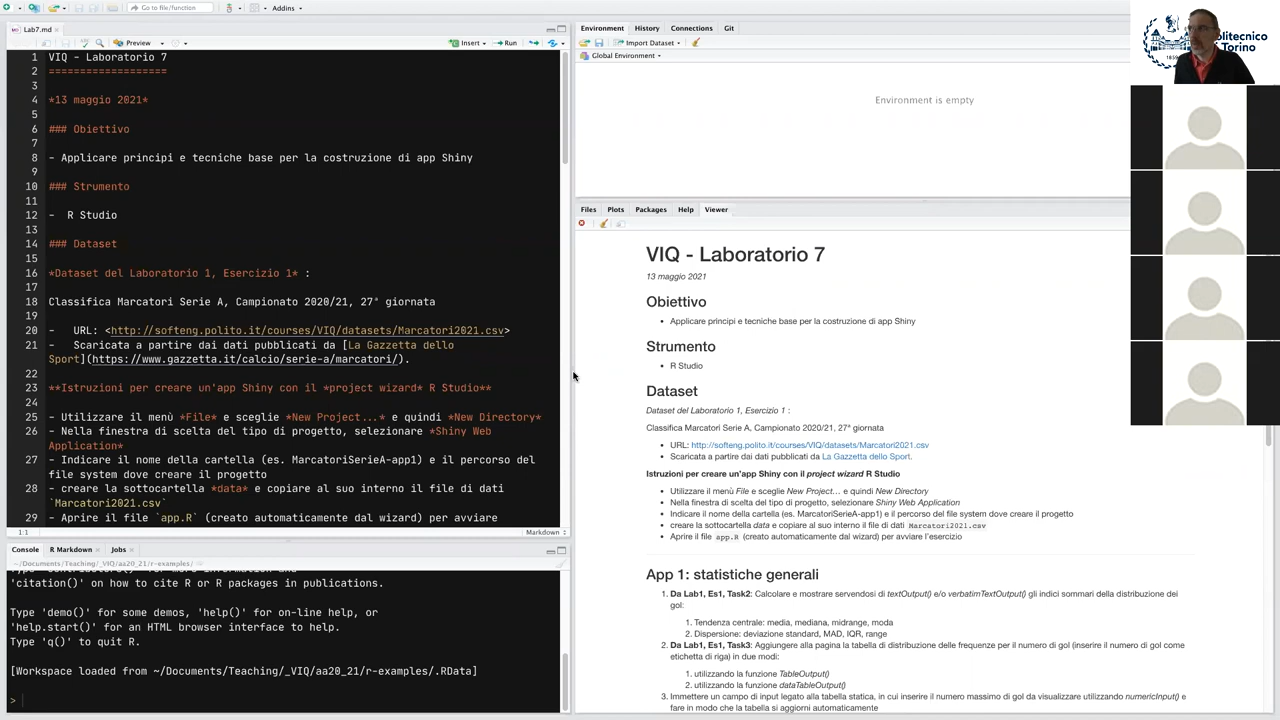 Go to file/function
Addins
Lab7.md
Preview
Insert
Run
1 VIQ - Laboratorio 7
2 ===================
3
4 *13 maggio 2021*
5
6 ### Obiettivo
7
8 - Applicare principi e tecniche base per la costruzione di app Shiny
9
10 ### Strumento
11
12 -  R Studio
13
14 ### Dataset
15
16 *Dataset del Laboratorio 1, Esercizio 1* :
17
18 Classifica Marcatori Serie A, Campionato 2020/21, 27ª giornata
19
20 -   URL: <http://softeng.polito.it/courses/VIQ/datasets/Marcatori2021.csv>
21 -   Scaricata a partire dai dati pubblicati da [La Gazzetta dello
Sport](https://www.gazzetta.it/calcio/serie-a/marcatori/).
22
23 **Istruzioni per creare un'app Shiny con il *project wizard* R Studio**
24
25 - Utilizzare il menù *File* e sceglie *New Project...* e quindi *New Directory*
26 - Nella finestra di scelta del tipo di progetto, selezionare *Shiny Web
Application*
27 - Indicare il nome della cartella (es. MarcatoriSerieA-app1) e il percorso del
file system dove creare il progetto
28 - creare la sottocartella *data* e copiare al suo interno il file di dati
`Marcatori2021.csv`
29 - Aprire il file `app.R` (creato automaticamente dal wizard) per avviare
1:1
Markdown
Console
R Markdown
Jobs
~/Documents/Teaching/_VIQ/aa20_21/r-examples/
'citation()' on how to cite R or R packages in publications.
Type 'demo()' for some demos, 'help()' for on-line help, or
'help.start()' for an HTML browser interface to help.
Type 'q()' to quit R.
[Workspace loaded from ~/Documents/Teaching/_VIQ/aa20_21/r-examples/.RData]
>
Environment
History
Connections
Git
Import Dataset
Global Environment
Environment is empty
Files
Plots
Packages
Help
Viewer
VIQ - Laboratorio 7
13 maggio 2021
Obiettivo
• Applicare principi e tecniche base per la costruzione di app Shiny
Strumento
• R Studio
Dataset
Dataset del Laboratorio 1, Esercizio 1 :
Classifica Marcatori Serie A, Campionato 2020/21, 27ª giornata
• URL: http://softeng.polito.it/courses/VIQ/datasets/Marcatori2021.csv
• Scaricata a partire dai dati pubblicati da La Gazzetta dello Sport.
Istruzioni per creare un'app Shiny con il project wizard R Studio
• Utilizzare il menù File e sceglie New Project… e quindi New Directory
• Nella finestra di scelta del tipo di progetto, selezionare Shiny Web Application
• Indicare il nome della cartella (es. MarcatoriSerieA-app1) e il percorso del file system dove creare il progetto
• creare la sottocartella data e copiare al suo interno il file di dati Marcatori2021.csv
• Aprire il file app.R (creato automaticamente dal wizard) per avviare l'esercizio
App 1: statistiche generali
1. Da Lab1, Es1, Task2: Calcolare e mostrare servendosi di textOutput() e/o verbatimTextOutput() gli indici sommari della distribuzione dei
gol:
1. Tendenza centrale: media, mediana, midrange, moda
2. Dispersione: deviazione standard, MAD, IQR, range
2. Da Lab1, Es1, Task3: Aggiungere alla pagina la tabella di distribuzione delle frequenze per il numero di gol (inserire il numero di gol come
etichetta di riga) in due modi:
1. utilizzando la funzione TableOutput()
2. utilizzando la funzione dataTableOutput()
3. Immettere un campo di input legato alla tabella statica, in cui inserire il numero massimo di gol da visualizzare utilizzando numericInput() e
fare in modo che la tabella si aggiorni automaticamente
olitecnico
Torino